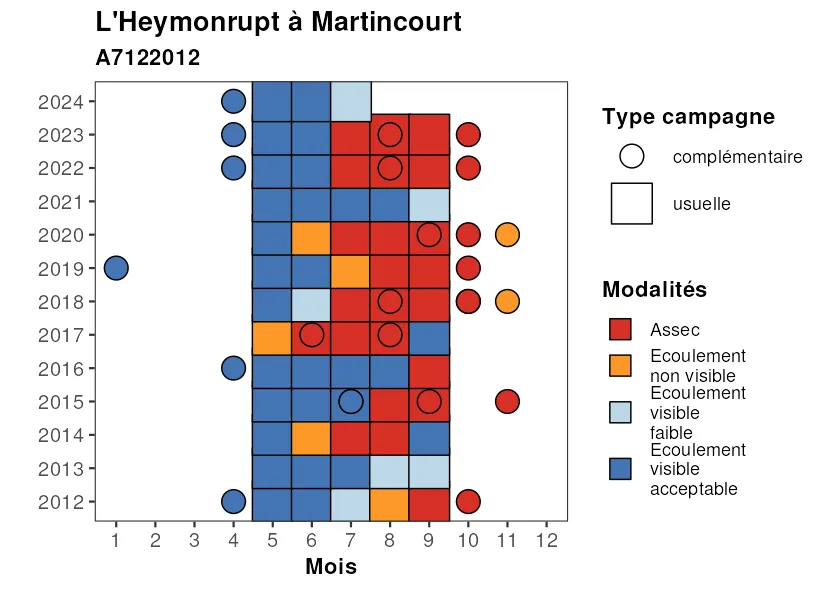 L'Heymonrupt à Martincourt
A7122012
2024
2023
2022
2021
2020
2019
2018
2017
2016
2015
2014
2013
2012
1 2 3 4 5 6 7 8 9 10 11 12
Mois
Type campagne
complémentaire
usuelle
Modalités
Assec
Ecoulement
non visible
Ecoulement
visible
faible
Ecoulement
visible
acceptable